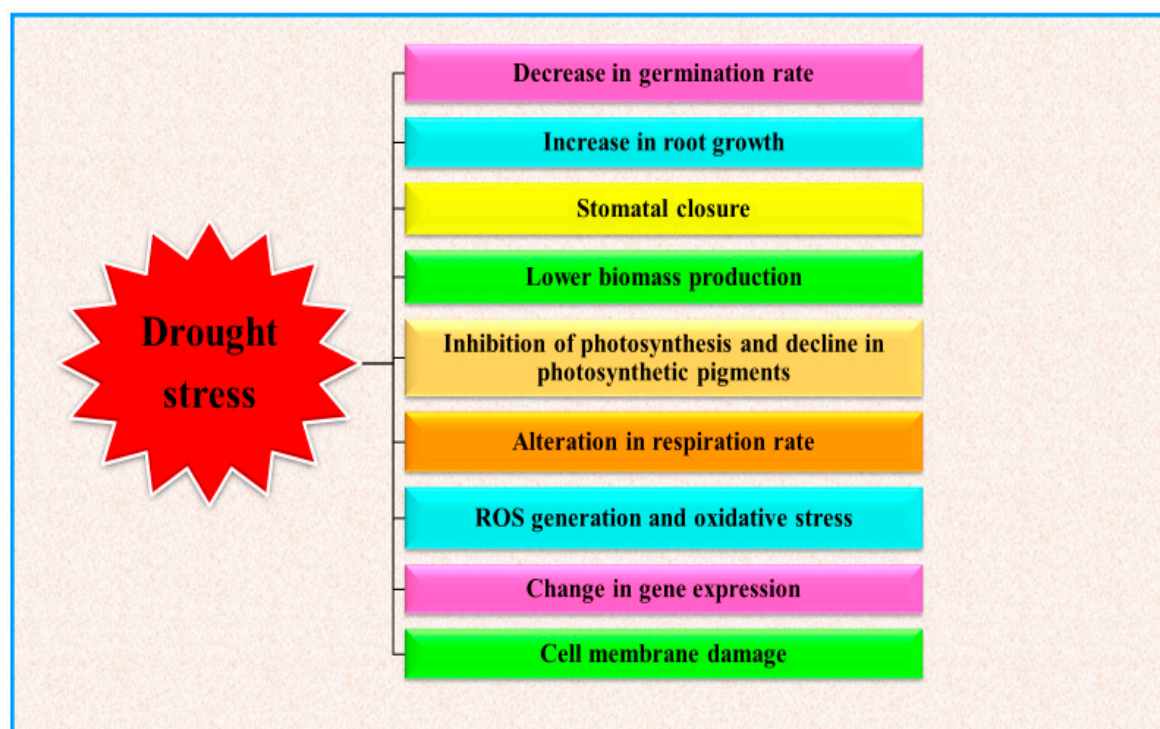 Decrease in germination rate
Increase in root growth
Stomatal closure
Lower biomass production
Drought
stress
Inhibition of photosynthesis and decline in
photosynthetic pigments
Alteration in respiration rate
ROS generation and oxidative stress
Change in gene expression
Cell membrane damage